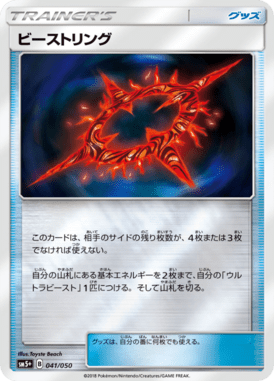 TRAINER'S
グッズ
ビーストリング
このカードは、相手のサイドの残り枚数が、4枚または3枚
でなければ使えない。
自分の山札にある基本エネルギーを2枚まで、自分の「ウル
トラビースト」1匹につける。そして山札を切る。
グッズは、自分の番に何枚でも使える。
Illus. Toyste Beach
SM5+ D 041/050
©2018 Pokémon/Nintendo/Creatures/GAME FREAK.